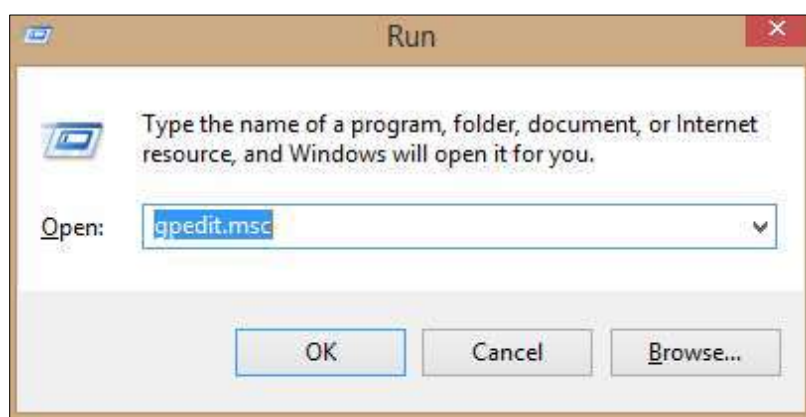 Run
Type the name of a program, folder, document, or Internet
resource, and Windows will open it for you.
Open: gpedit.msc
OK Cancel Browse...